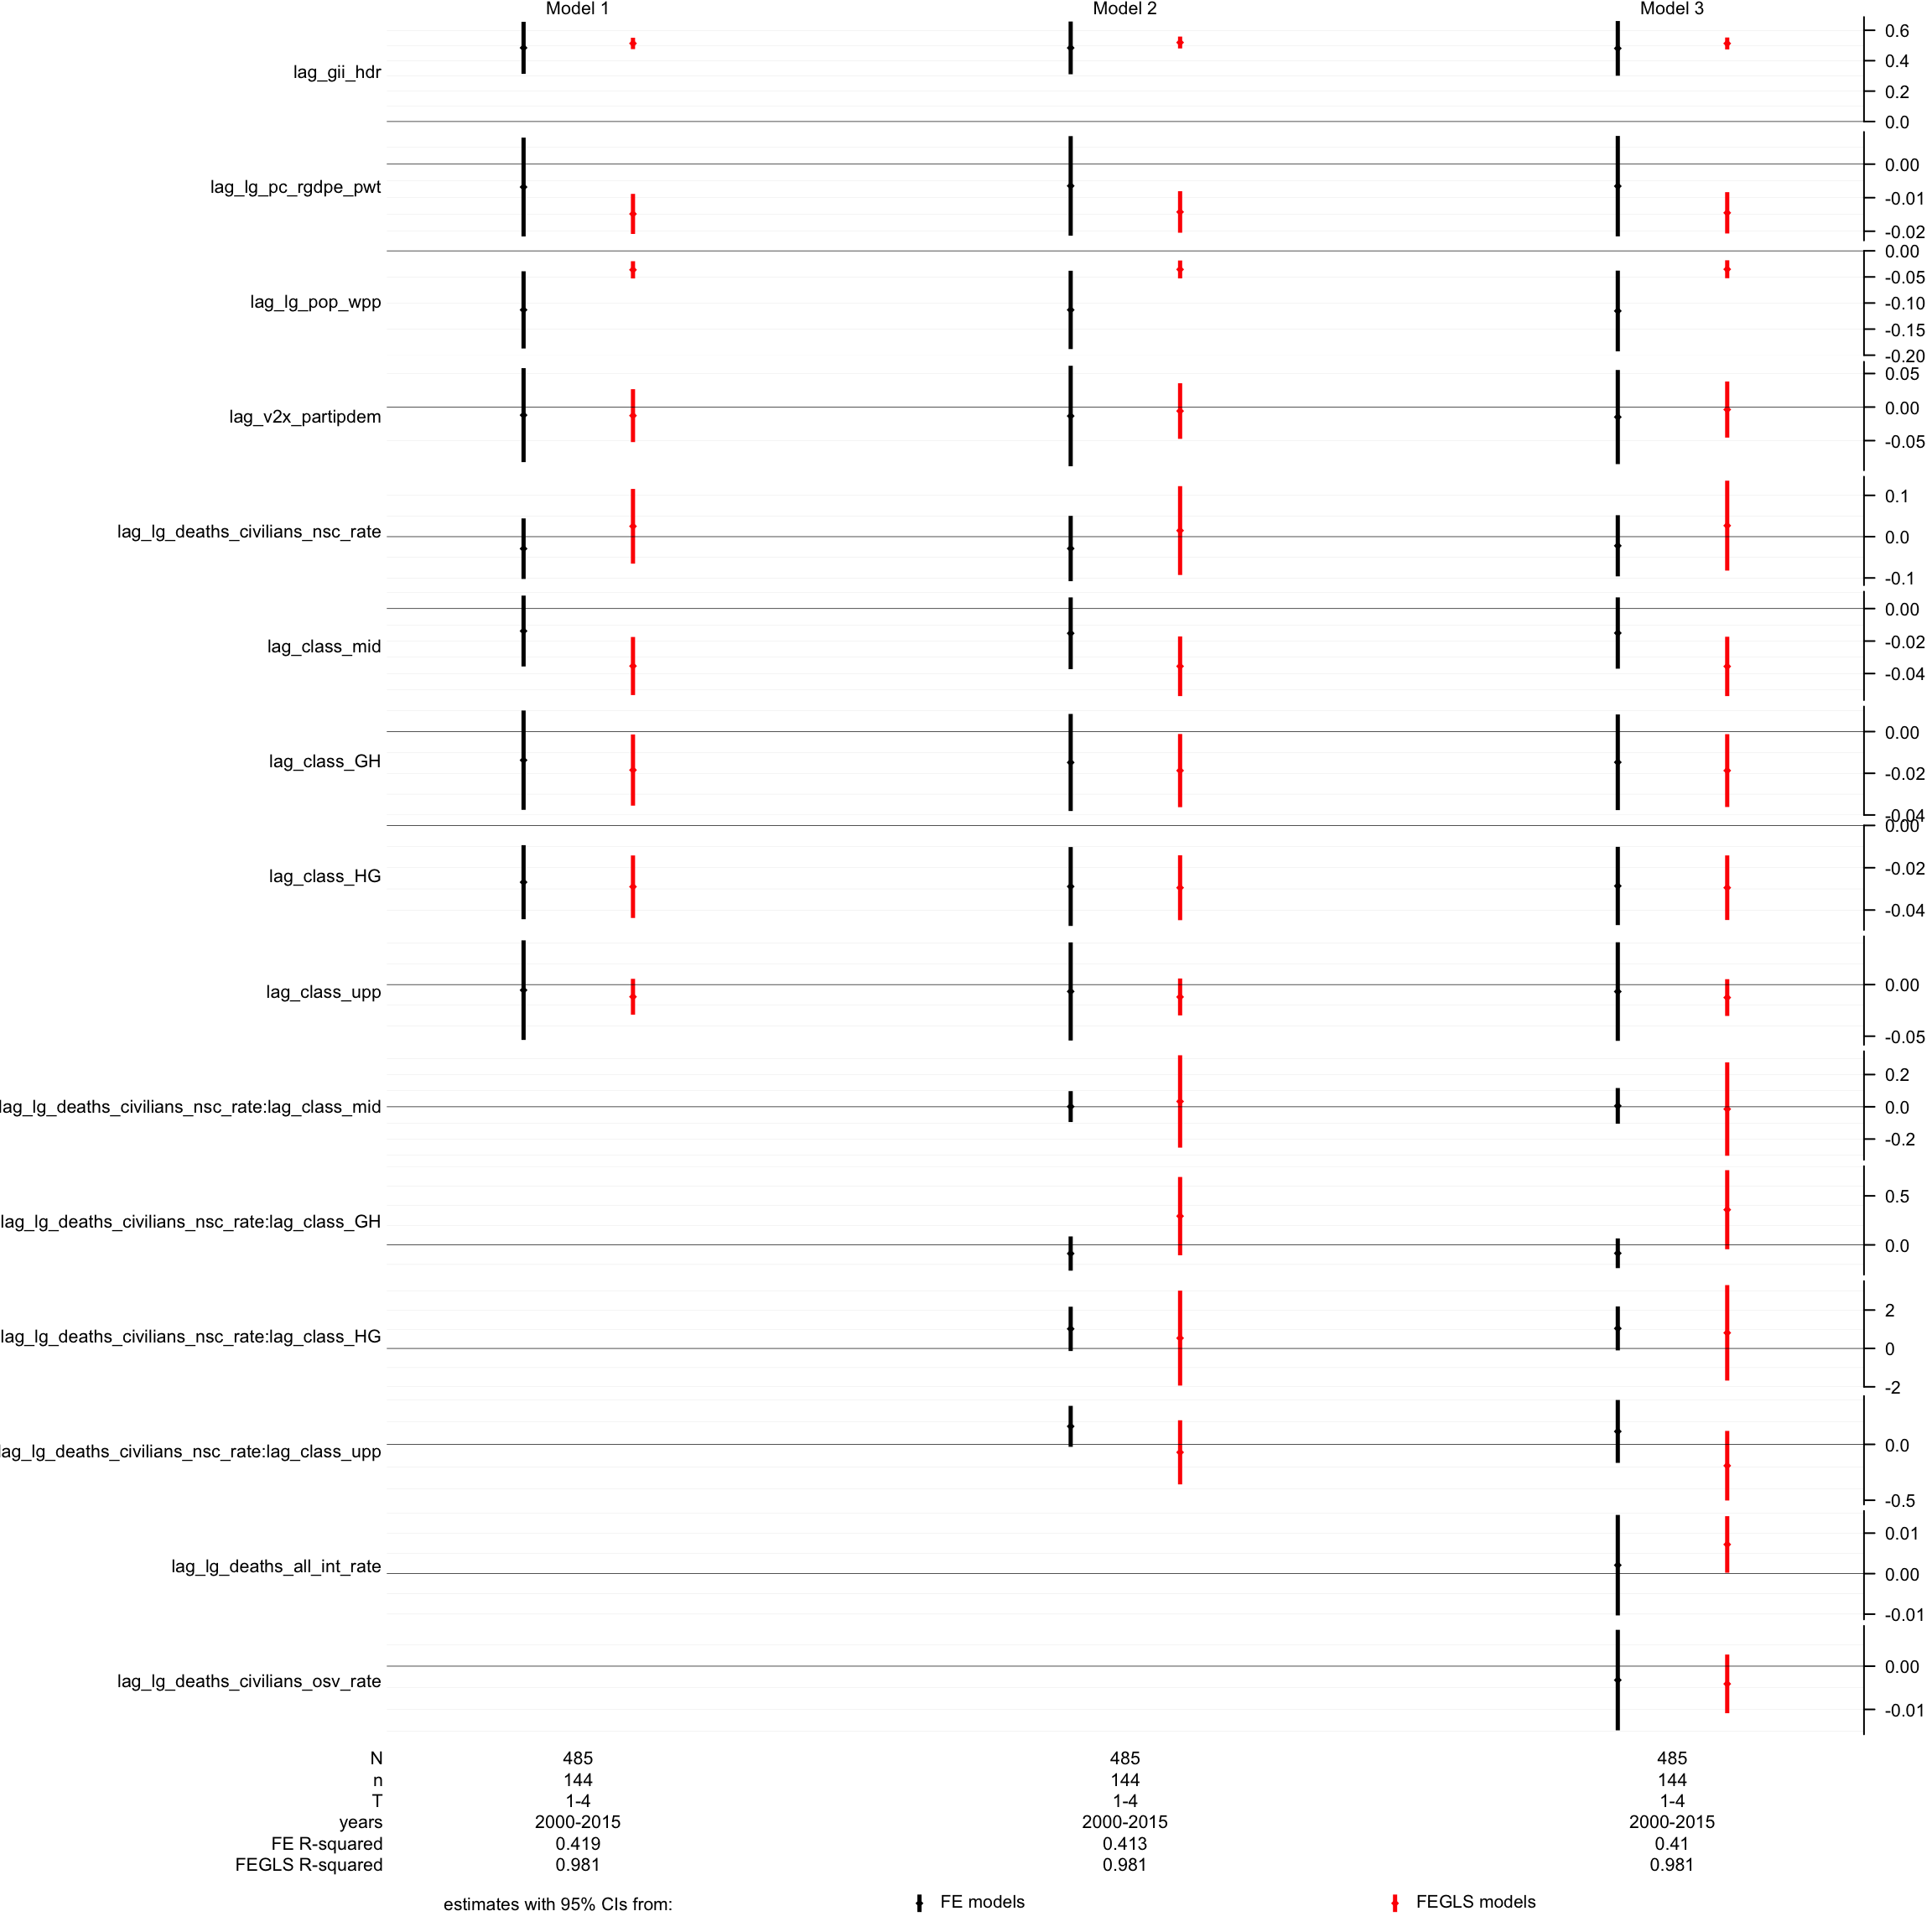 Model 1 Model 2 Model 3
0.6
0.4
lag_gii_hdr
0.2
0.0
0.00
lag_lg_pc_rgdpe_pwt
-0.01
-0.02
0.00
-0.05
lag_lg_pop_wpp
-0.10
-0.15
-0.20
0.05
0.00
lag_v2x_partipdem
-0.05
0.1
lag_lg_deaths_civilians_nsc_rate
0.0
-0.1
0.00
-0.02
lag_class_mid
-0.04
0.00
lag_class_GH
-0.02
-0.04
0.00
-0.02
lag_class_HG
-0.04
0.00
lag_class_upp
-0.05
0.2
lag_lg_deaths_civilians_nsc_rate:lag_class_mid 0.0
-0.2
0.5
lag_lg_deaths_civilians_nsc_rate:lag_class_GH
0.0
2
lag_lg_deaths_civilians_nsc_rate:lag_class_HG
0
-2
0.0
lag_lg_deaths_civilians_nsc_rate:lag_class_upp
-0.5
0.01
lag_lg_deaths_all_int_rate
0.00
-0.01
0.00
lag_lg_deaths_civilians_osv_rate
-0.01
N 485 485 485
n 144 144 144
T 1-4 1-4 1-4
years 2000-2015 2000-2015 2000-2015
FE R-squared 0.419 0.413 0.41
FEGLS R-squared 0.981 0.981 0.981
estimates with 95% CIs from: FE models FEGLS models